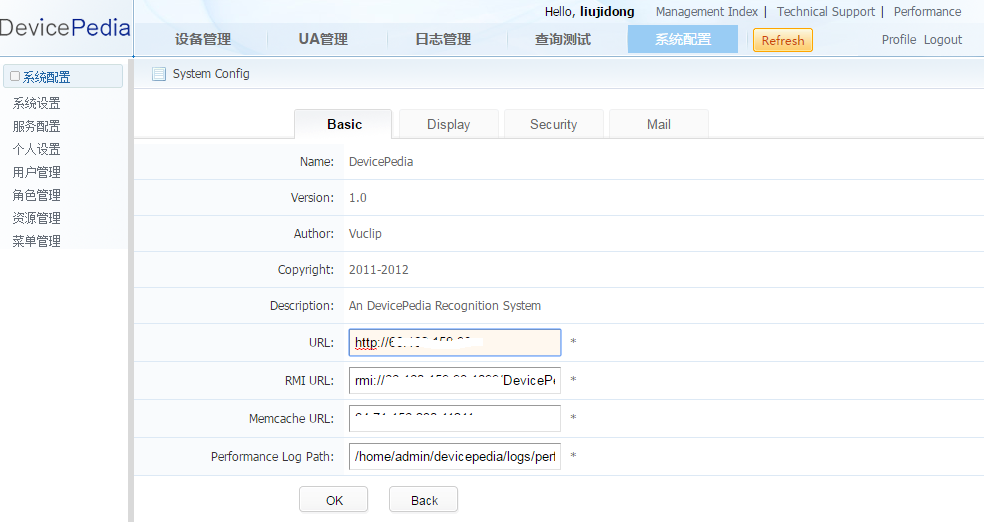 DevicePedia
Hello, liujidong Management Index | Technical Support | Performance
设备管理 UA管理 日志管理 查询测试 系统配置 Refresh Profile Logout
系统配置
系统设置
服务配置
个人设置
用户管理
角色管理
资源管理
菜单管理
System Config
Basic Display Security Mail
Name: DevicePedia
Version: 1.0
Author: Vuclip
Copyright: 2011-2012
Description: An DevicePedia Recognition System
URL: http:// *
RMI URL: rmi:// /DevicePe *
Memcache URL: *
Performance Log Path: /home/admin/devicepedia/logs/perf *
OK Back